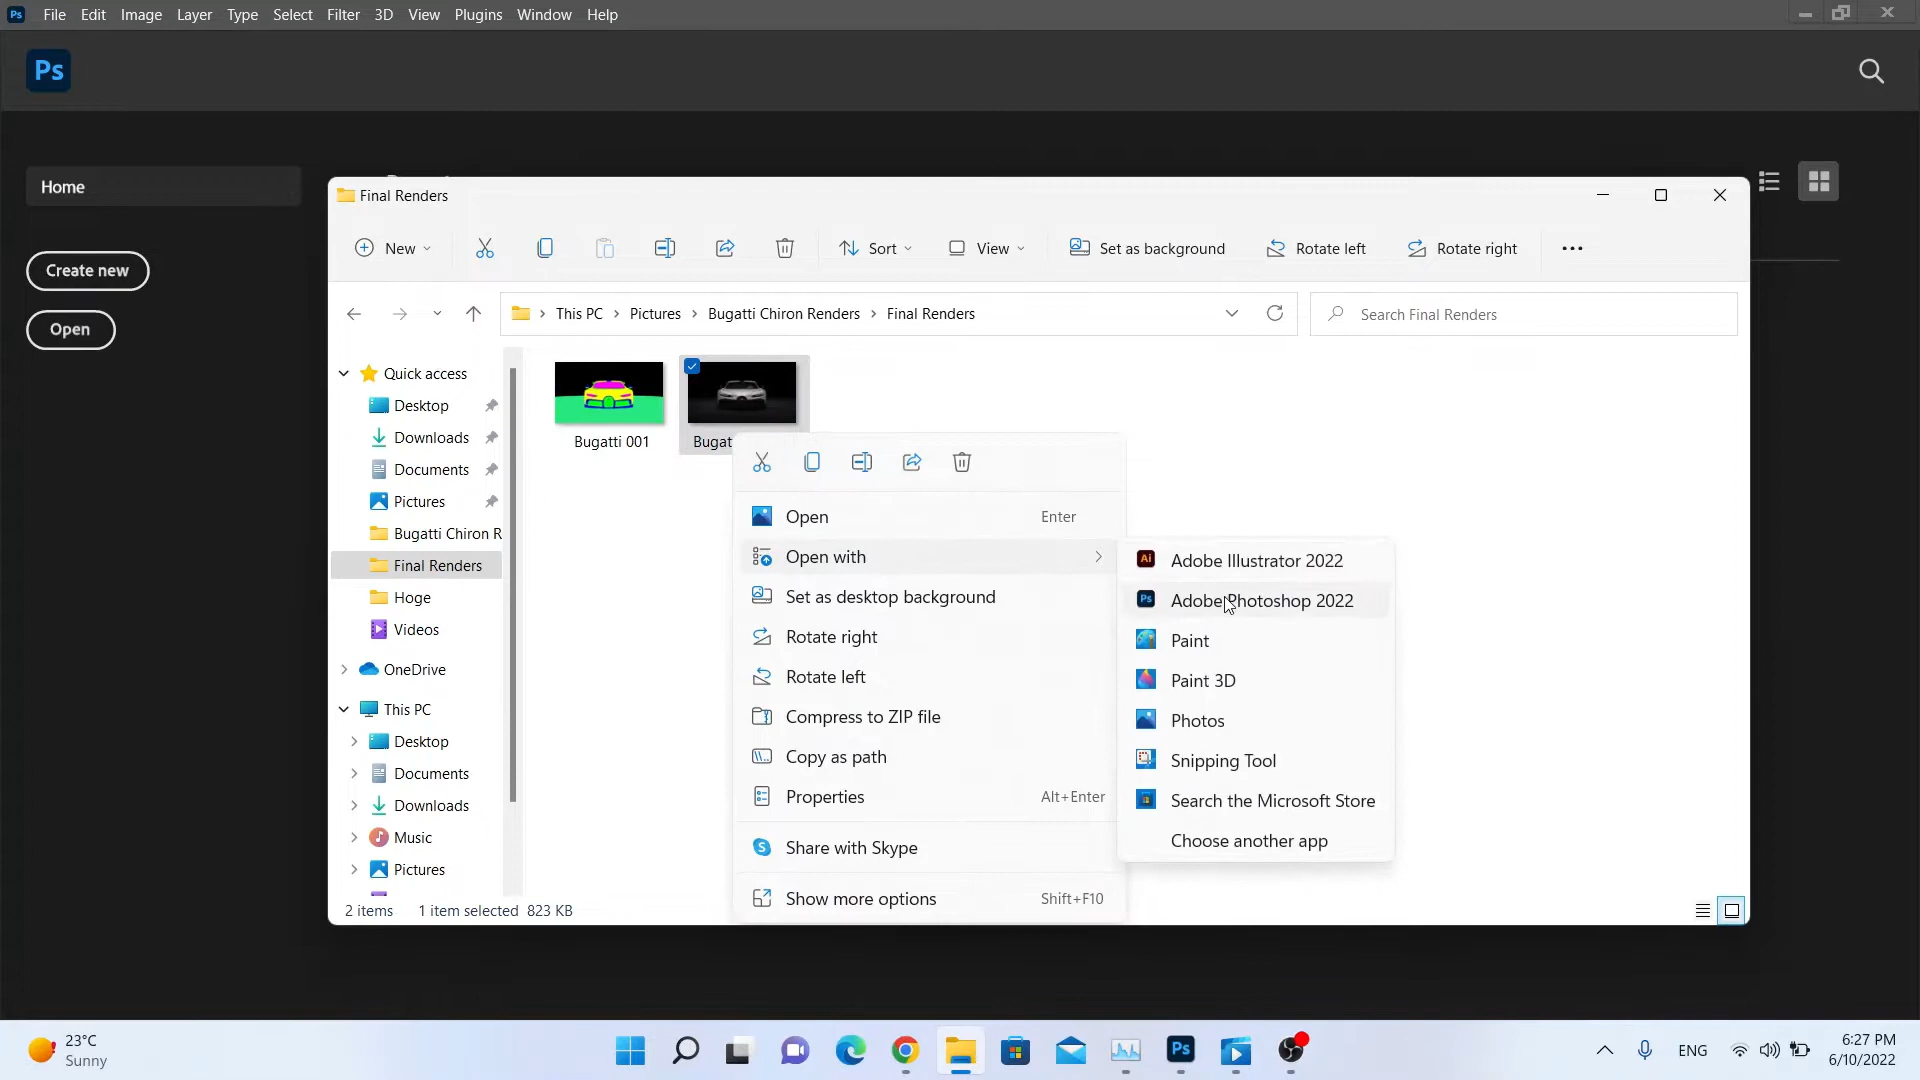 Ps File Edit Image Layer Type Select Filter 3D View Plugins Window Help
Ps
Home
Create new
Open
Final Renders
New Sort View Set as background Rotate left Rotate right
This PC Pictures Bugatti Chiron Renders Final Renders
Search Final Renders
Quick access
Desktop
Downloads
Documents
Pictures
Bugatti Chiron R
Final Renders
Hoge
Videos
OneDrive
This PC
Desktop
Documents
Downloads
Music
Pictures
Bugatti 001
Bugat
Open Enter
Open with
Set as desktop background
Rotate right
Rotate left
Compress to ZIP file
Copy as path
Properties Alt+Enter
Share with Skype
Show more options Shift+F10
Ai Adobe Illustrator 2022
Ps Adobe Photoshop 2022
Paint
Paint 3D
Photos
Snipping Tool
Search the Microsoft Store
Choose another app
2 items 1 item selected 823 KB
23°C
Sunny
Ps
ENG
6:27 PM
6/10/2022